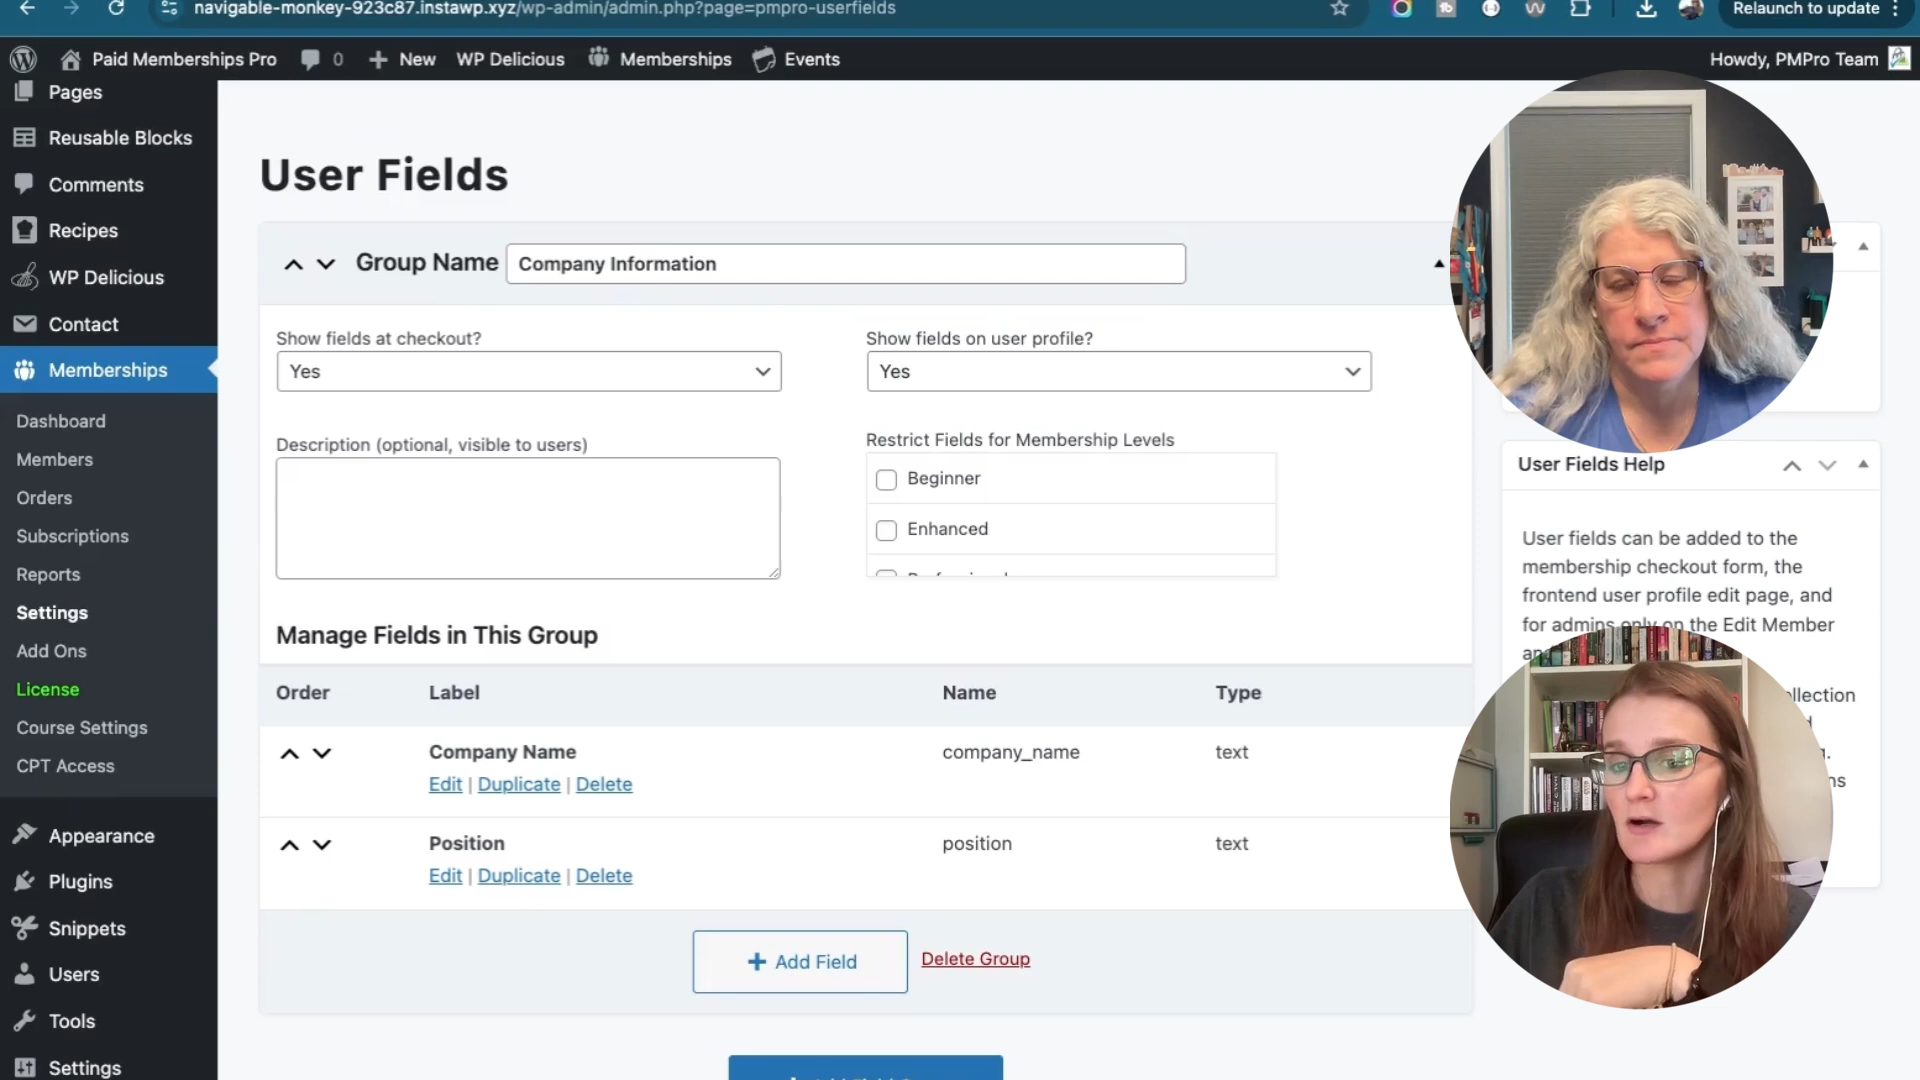 navigable-monkey-923c87.instawp.xyz/wp-admin/admin.php?page=pmpro-userfields
Relaunch to update
Paid Memberships Pro
0
New
WP Delicious
Memberships
Events
Howdy, PMPro Team
Pages
Reusable Blocks
Comments
Recipes
WP Delicious
Contact
Memberships
Dashboard
Members
Orders
Subscriptions
Reports
Settings
Add Ons
License
Course Settings
CPT Access
Appearance
Plugins
Snippets
Users
Tools
Settings
User Fields
Group Name
Company Information
Show fields at checkout?
Yes
Show fields on user profile?
Yes
Description (optional, visible to users)
Restrict Fields for Membership Levels
Beginner
Enhanced
Manage Fields in This Group
Order Label Name Type
Company Name company_name text
Edit | Duplicate | Delete
Position position text
Edit | Duplicate | Delete
Add Field
Delete Group
User Fields Help
User fields can be added to the
membership checkout form, the
frontend user profile edit page, and
for admins only on the Edit Member